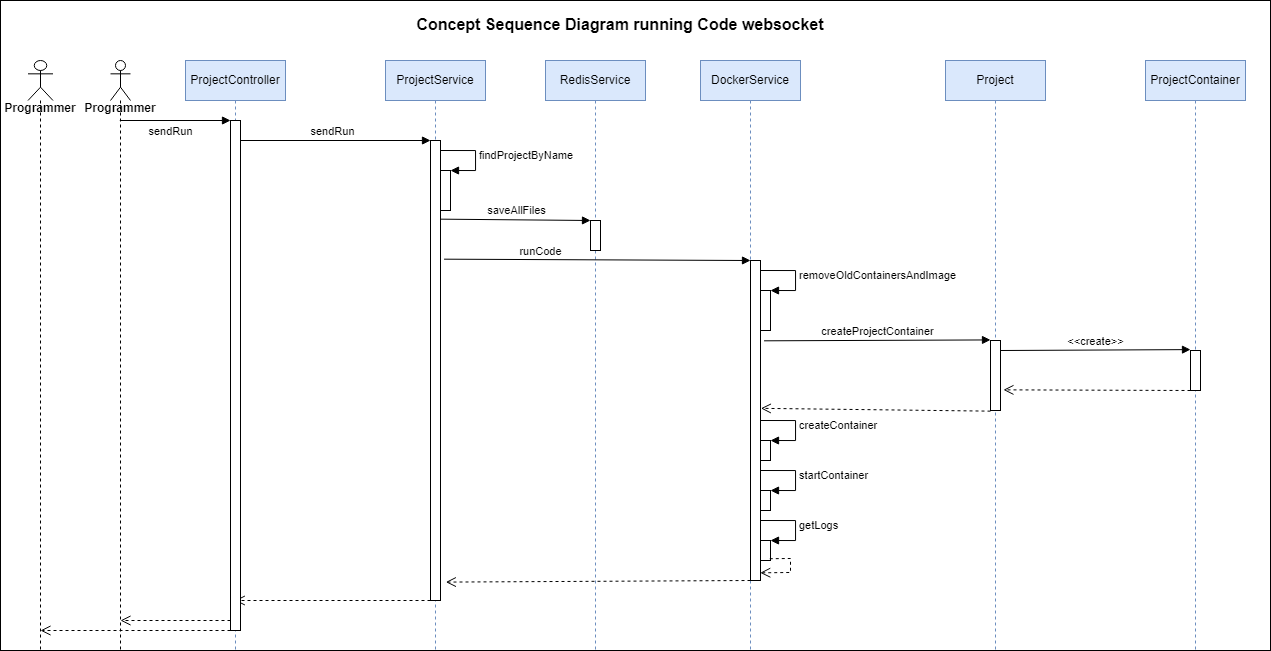 Concept Sequence Diagram running Code websocket
Programmer
Programmer
ProjectController
ProjectService
RedisService
DockerService
Project
ProjectContainer
sendRun
sendRun
findProjectByName
saveAllFiles
runCode
removeOldContainersAndImage
createProjectContainer
<<create>>
createContainer
startContainer
getLogs